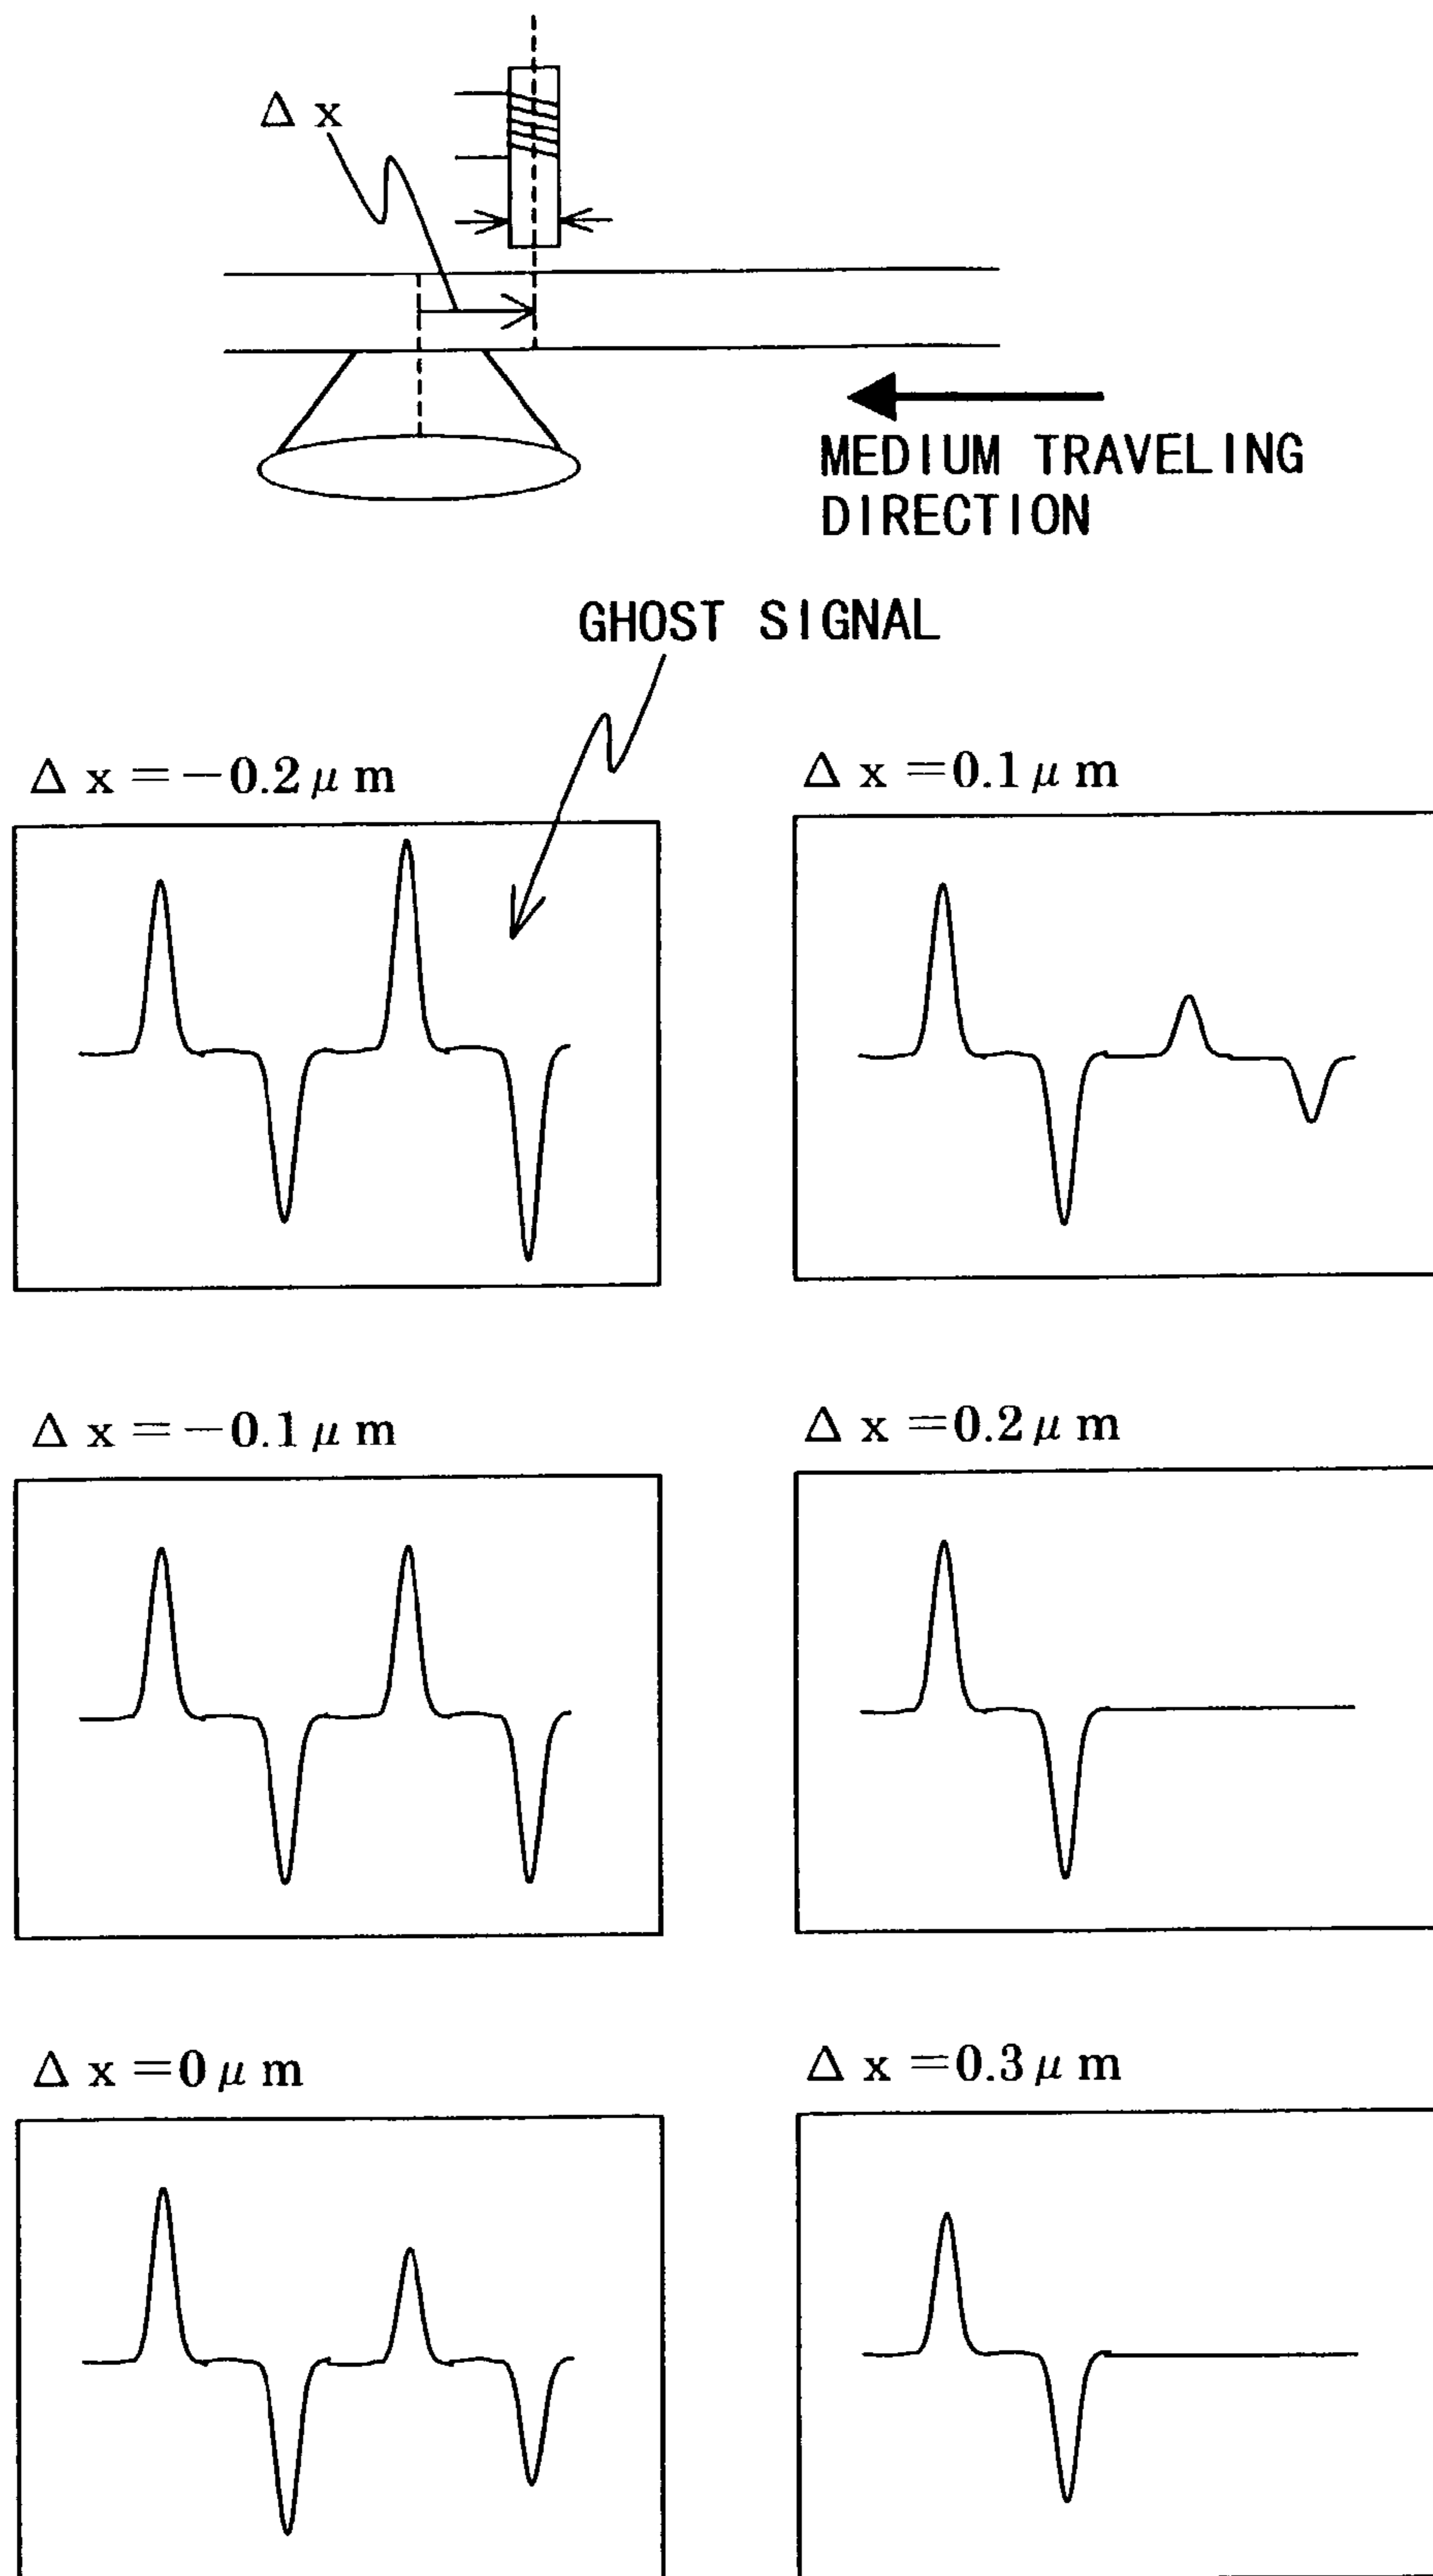 Δ x
MEDIUM TRAVELING
DIRECTION
GHOST SIGNAL
Δ x =−0.2 μ m
Δ x =0.1 μ m
Δ x =−0.1 μ m
Δ x =0.2 μ m
Δ x =0 μ m
Δ x =0.3 μ m